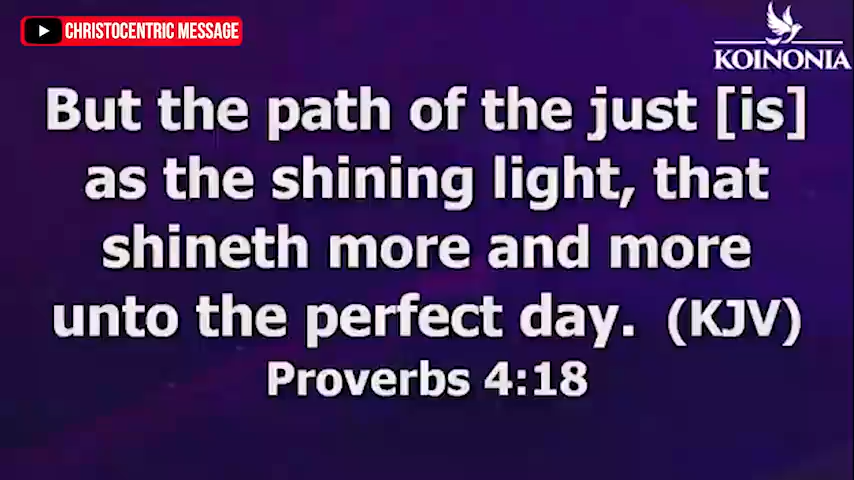 CHRISTOCENTRIC MESSAGE
KOINONIA
But the path of the just [is]
as the shining light, that
shineth more and more
unto the perfect day. (KJV)
Proverbs 4:18